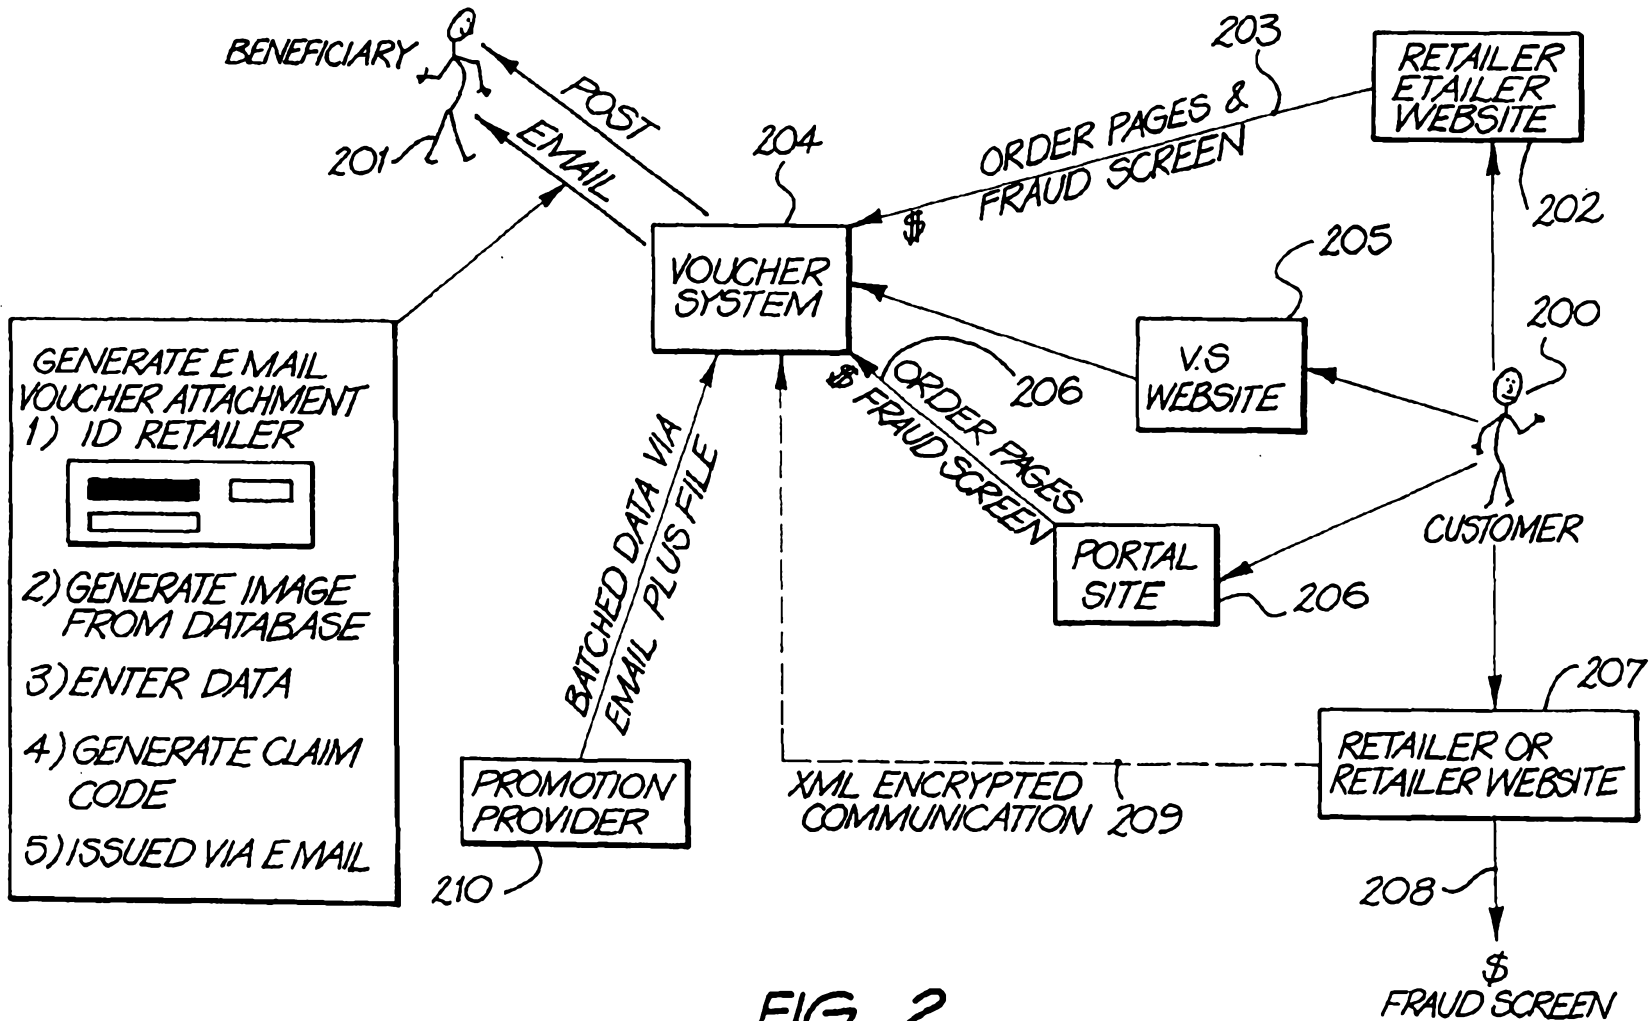 BENEFICIARY
201
POST
EMAIL
204
VOUCHER
SYSTEM
203
ORDER PAGES &
FRAUD SCREEN
$
RETAILER
ETAILER
WEBSITE
202
205
V.S
WEBSITE
200
CUSTOMER
206
$
ORDER PAGES
FRAUD SCREEN
PORTAL
SITE
206
GENERATE E MAIL
VOUCHER ATTACHMENT
1) ID RETAILER
2) GENERATE IMAGE
FROM DATABASE
3) ENTER DATA
4) GENERATE CLAIM
CODE
5) ISSUED VIA E MAIL
BATCHED DATA VIA
EMAIL PLUS FILE
PROMOTION
PROVIDER
210
XML ENCRYPTED
COMMUNICATION 209
207
RETAILER OR
RETAILER WEBSITE
208
$
FRAUD SCREEN
FIG. 2